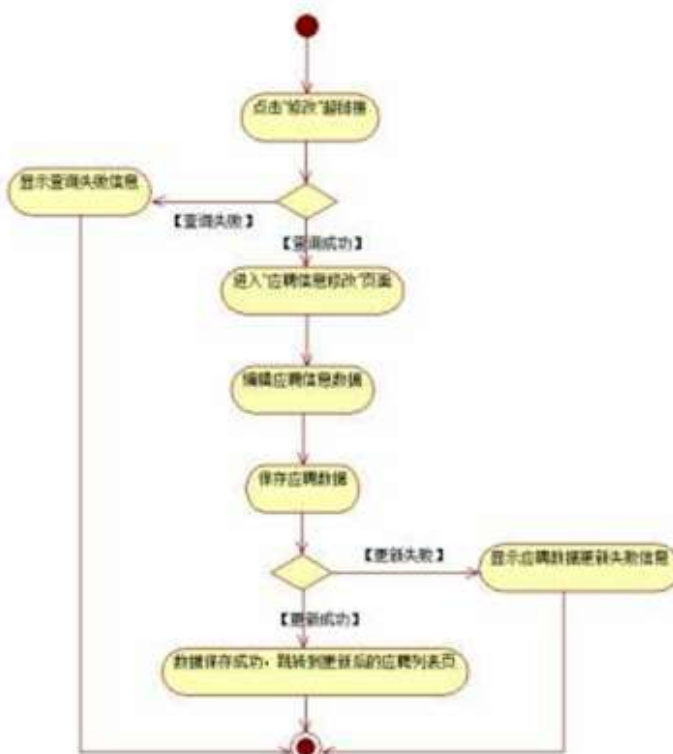 点击"修改"超链接
显示查询失败信息
【查询失败】
【查询成功】
进入"应聘信息修改"页面
编辑应聘信息数据
保存应聘数据
【更新失败】
显示应聘数据更新失败信息
【更新成功】
数据保存成功，跳转到更新后的应聘列表页